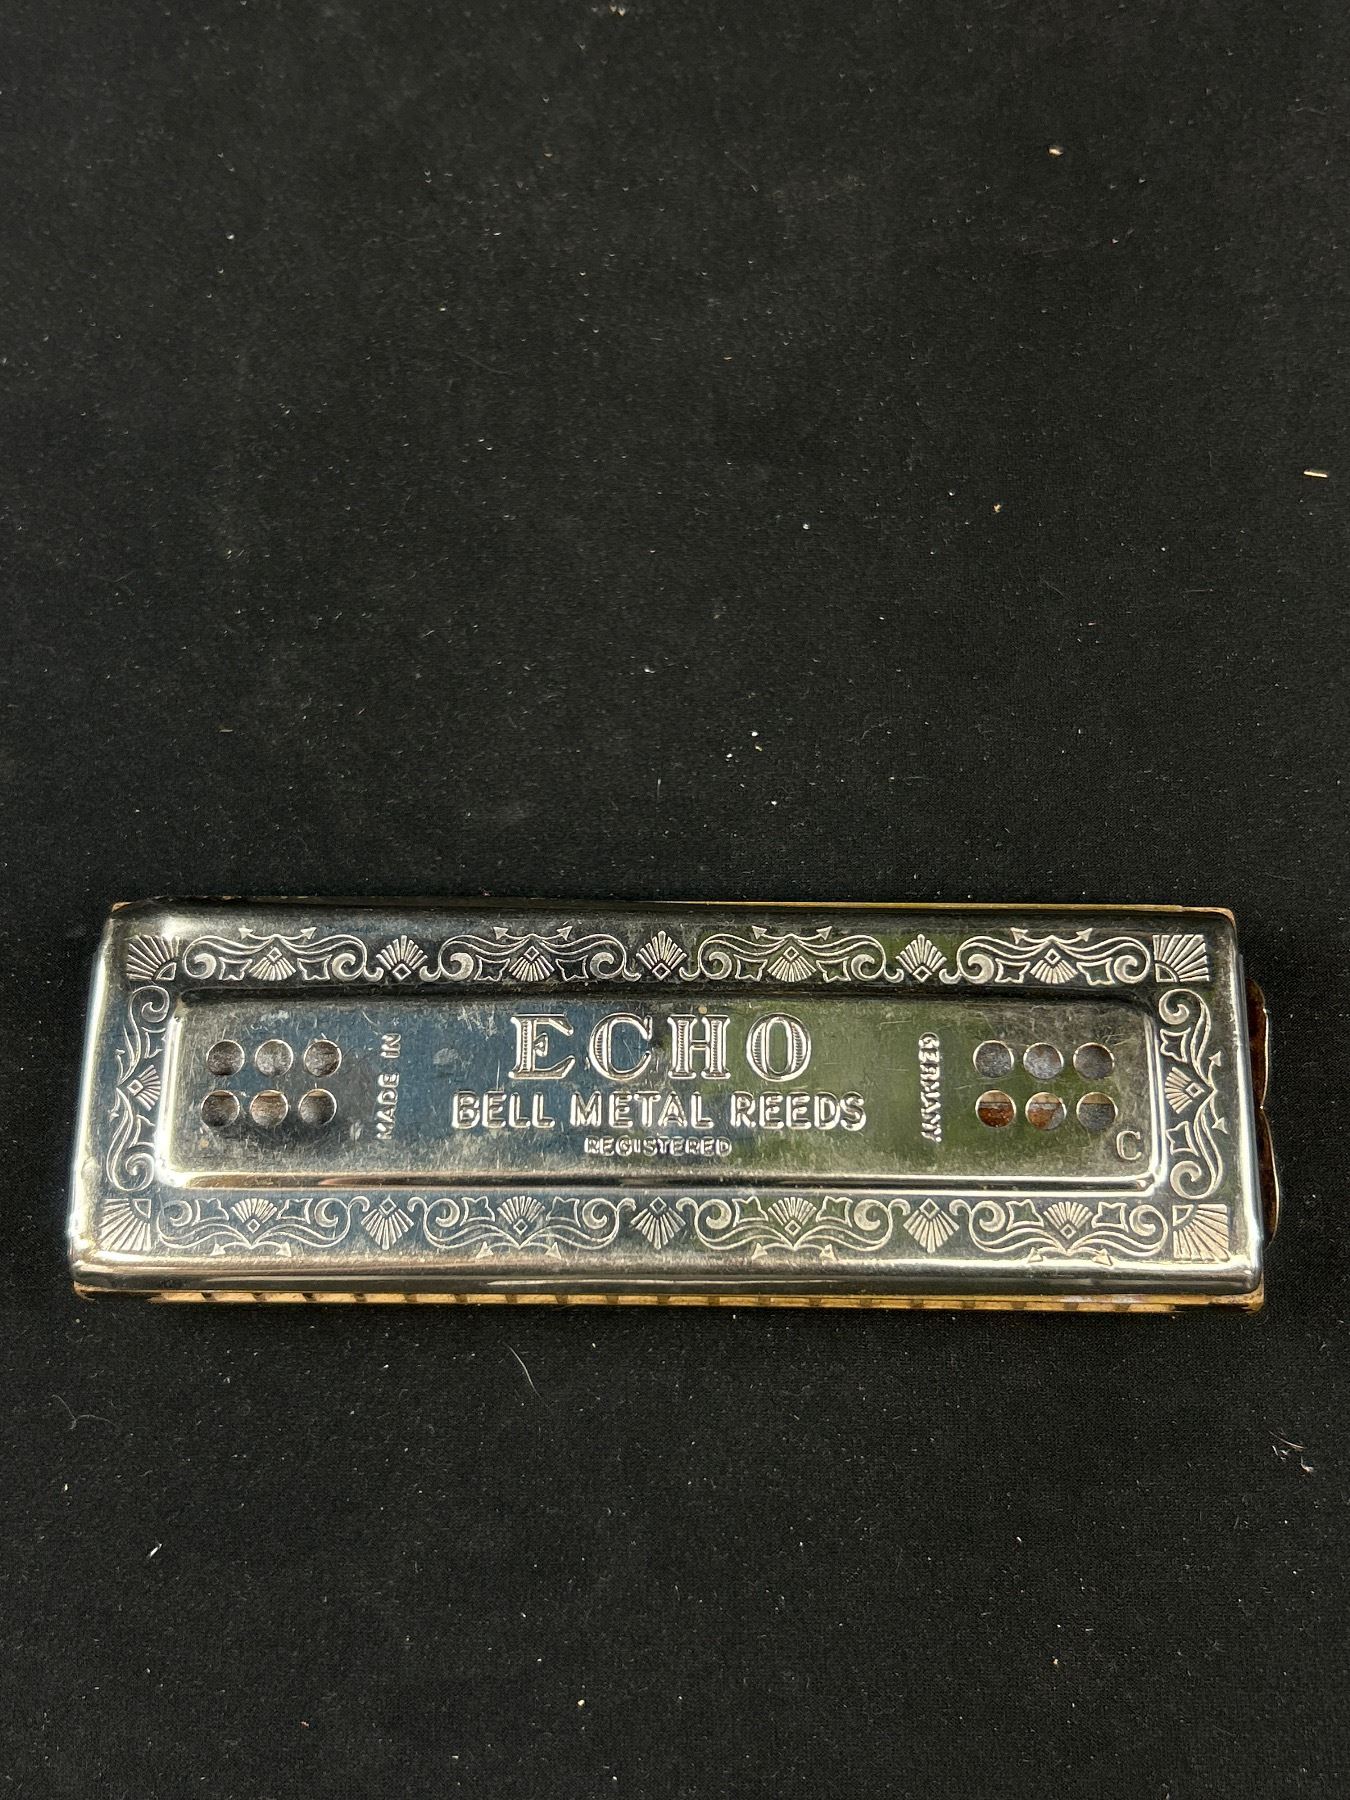 ECHO
MADE IN
GERMANY
BELL METAL REEDS
REGISTERED
C